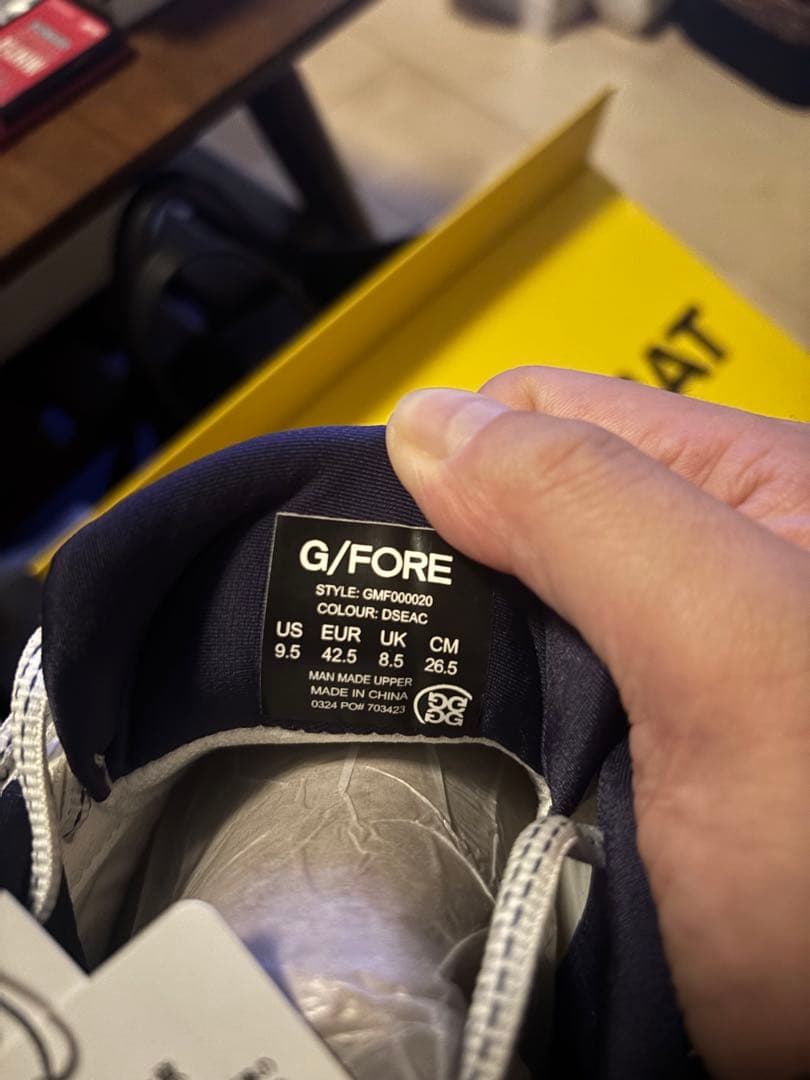 AT
G/FORE
STYLE: GMF000020
COLOUR: DSEAC
US EUR UK CM
9.5 42.5 8.5 26.5
MAN MADE UPPER
MADE IN CHINA
0324 PO# 703423